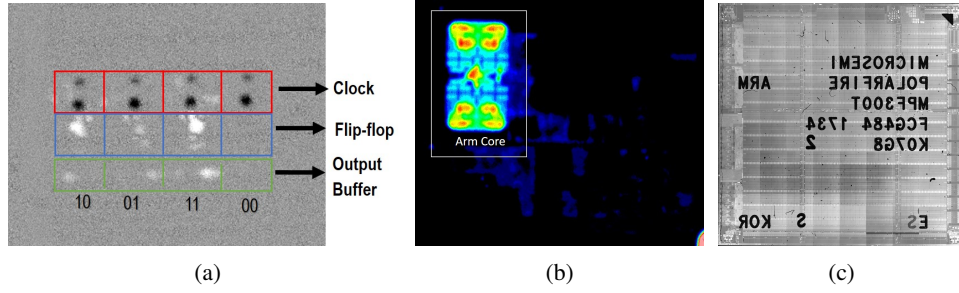 Clock
Flip-flop
Output
Buffer
10 01 11 00
(a)
Arm Core
(b)
MICROSEMI
POLARFIRE ARM
MPF300T
FCG484 1734
K07G8 2
ES S KOR
(c)